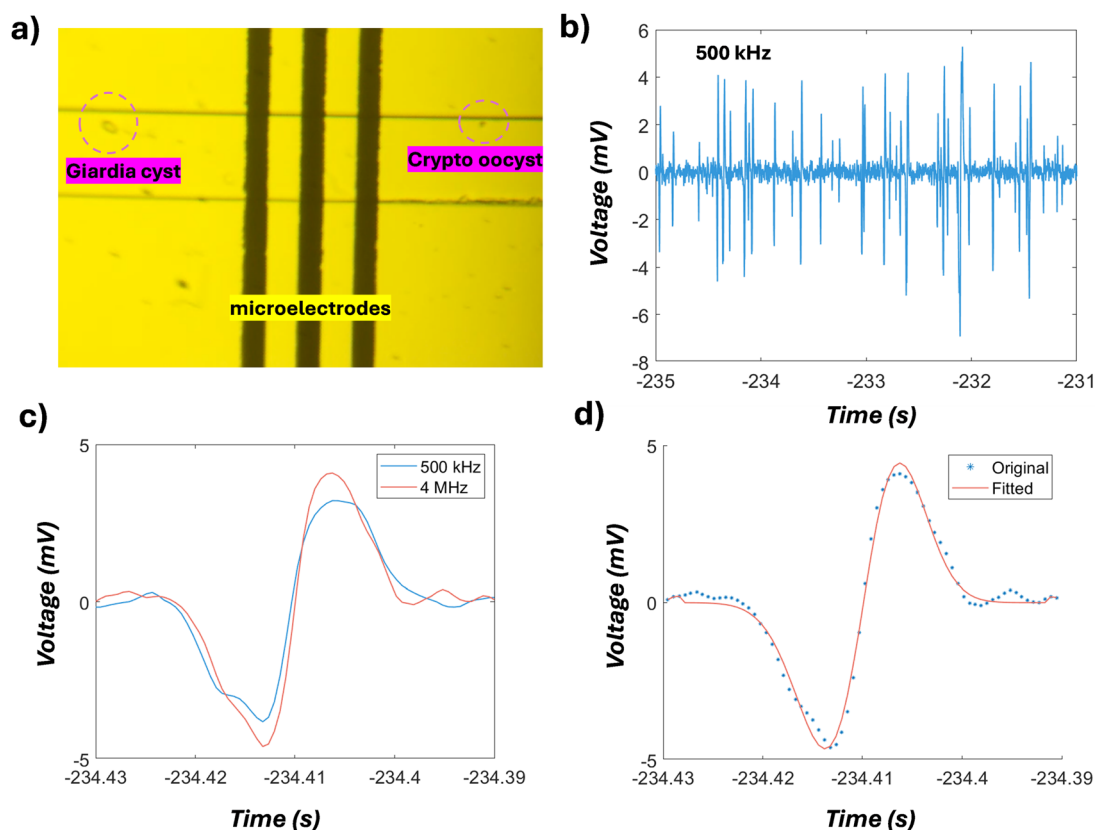 a)
Giardia cyst
Crypto oocyst
microelectrodes
b)
500 kHz
6
4
2
0
-2
-4
-6
-8
-235
-234
-233
-232
-231
Voltage (mV)
Time (s)
c)
5
0
-5
500 kHz
4 MHz
-234.43
-234.42
-234.41
-234.4
-234.39
Voltage (mV)
Time (s)
d)
5
0
-5
Original
Fitted
-234.43
-234.42
-234.41
-234.4
-234.39
Voltage (mV)
Time (s)